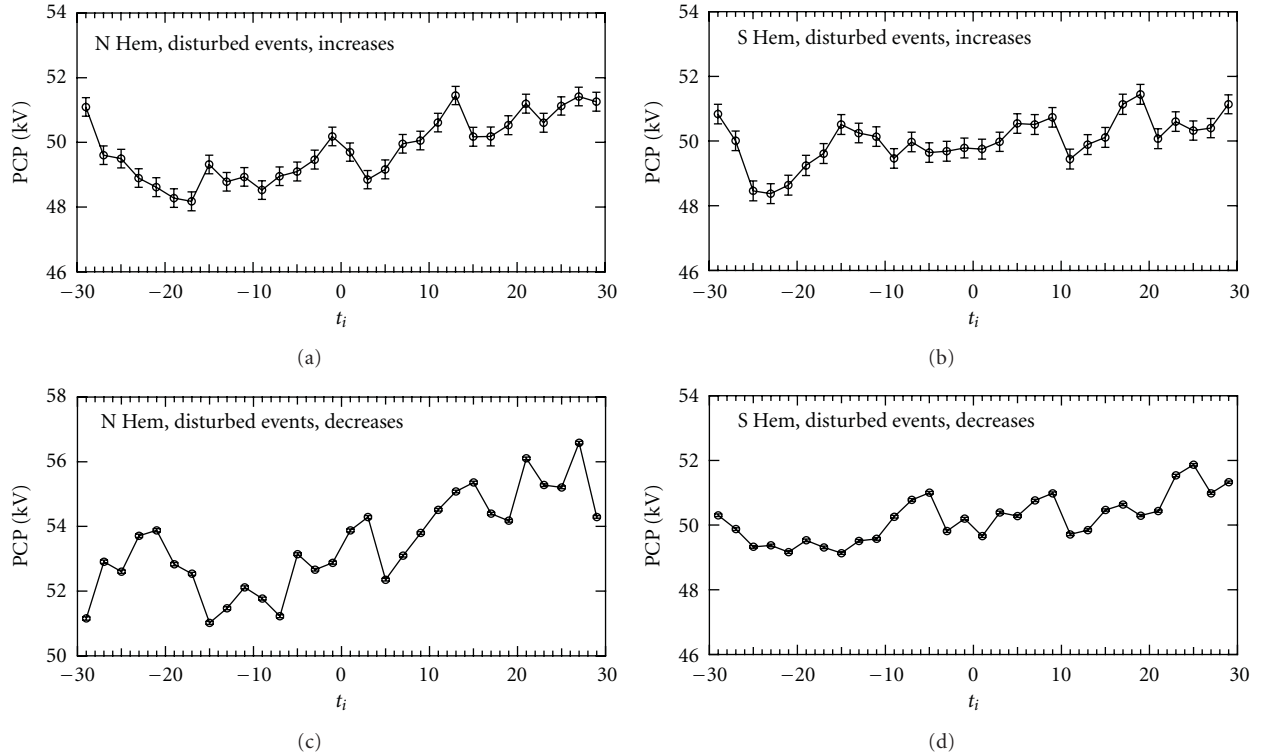 54
52
50
48
46
PCP (kV)
N Hem, disturbed events, increases
−30 −20 −10 0 10 20 30
t_i
(a)
54
52
50
48
46
PCP (kV)
S Hem, disturbed events, increases
−30 −20 −10 0 10 20 30
t_i
(b)
58
56
54
52
50
PCP (kV)
N Hem, disturbed events, decreases
−30 −20 −10 0 10 20 30
t_i
(c)
54
52
50
48
46
PCP (kV)
S Hem, disturbed events, decreases
−30 −20 −10 0 10 20 30
t_i
(d)